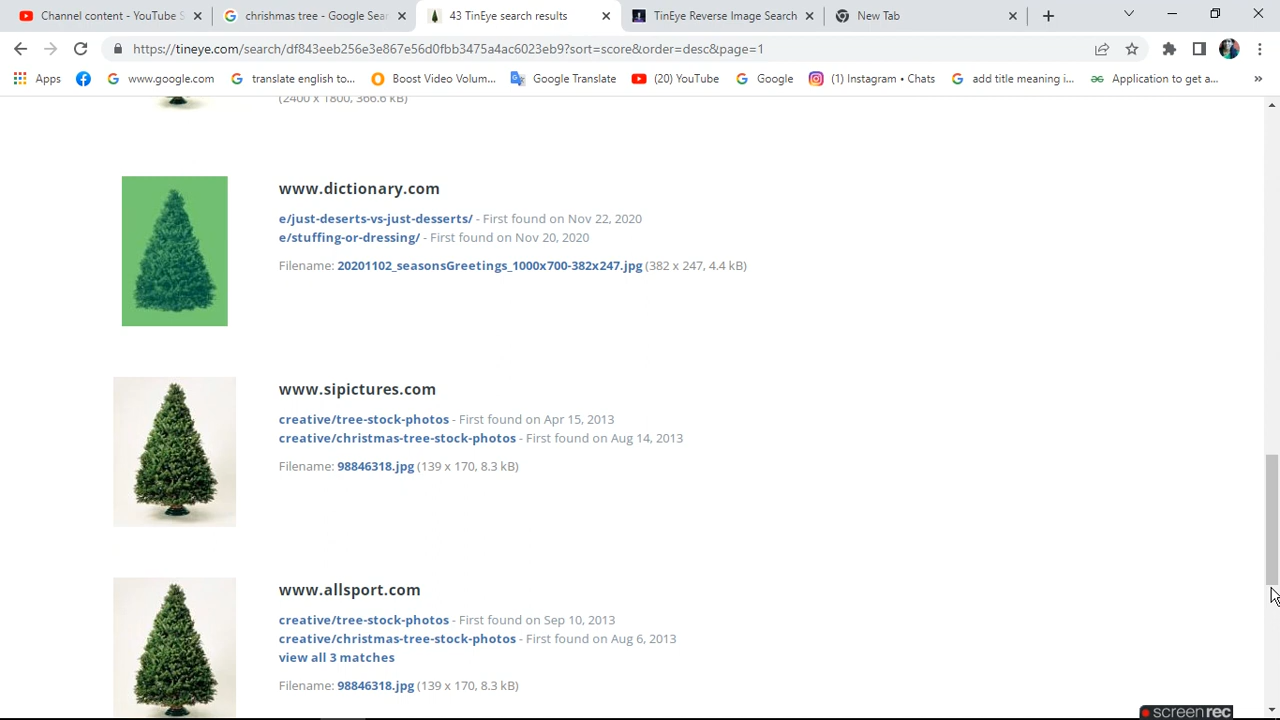 Channel content - YouTube S
chrishmas tree - Google Sear
43 TinEye search results
TinEye Reverse Image Search
New Tab
https://tineye.com/search/df843eeb256e3e867e56d0fbb3475a4ac6023eb9?sort=score&order=desc&page=1
Apps
www.google.com
translate english to...
Boost Video Volum...
Google Translate
(20) YouTube
Google
(1) Instagram • Chats
add title meaning i...
Application to get a...
»
(2400 x 1800, 366.6 kB)
www.dictionary.com
e/just-deserts-vs-just-desserts/ - First found on Nov 22, 2020
e/stuffing-or-dressing/ - First found on Nov 20, 2020
Filename: 20201102_seasonsGreetings_1000x700-382x247.jpg (382 x 247, 4.4 kB)
www.sipictures.com
creative/tree-stock-photos - First found on Apr 15, 2013
creative/christmas-tree-stock-photos - First found on Aug 14, 2013
Filename: 98846318.jpg (139 x 170, 8.3 kB)
www.allsport.com
creative/tree-stock-photos - First found on Sep 10, 2013
creative/christmas-tree-stock-photos - First found on Aug 6, 2013
view all 3 matches
Filename: 98846318.jpg (139 x 170, 8.3 kB)
screenrec